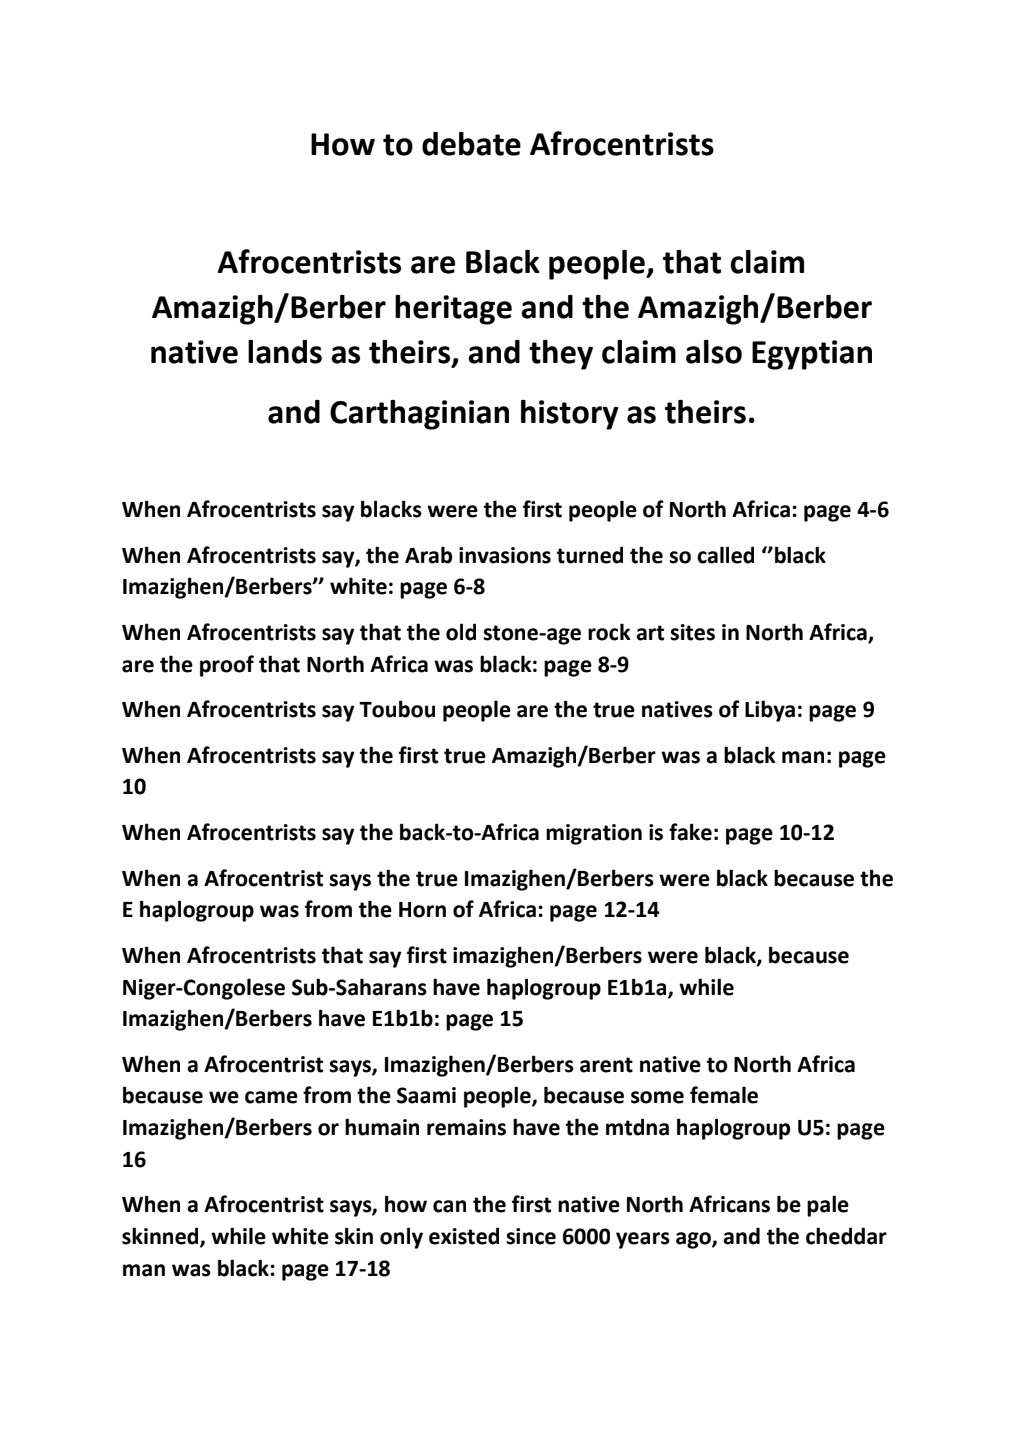 How to debate Afrocentrists
Afrocentrists are Black people, that claim
Amazigh/Berber heritage and the Amazigh/Berber
native lands as theirs, and they claim also Egyptian
and Carthaginian history as theirs.
When Afrocentrists say blacks were the first people of North Africa: page 4-6
When Afrocentrists say, the Arab invasions turned the so called ‘’black
Imazighen/Berbers’’ white: page 6-8
When Afrocentrists say that the old stone-age rock art sites in North Africa,
are the proof that North Africa was black: page 8-9
When Afrocentrists say Toubou people are the true natives of Libya: page 9
When Afrocentrists say the first true Amazigh/Berber was a black man: page
10
When Afrocentrists say the back-to-Africa migration is fake: page 10-12
When a Afrocentrist says the true Imazighen/Berbers were black because the
E haplogroup was from the Horn of Africa: page 12-14
When Afrocentrists that say first imazighen/Berbers were black, because
Niger-Congolese Sub-Saharans have haplogroup E1b1a, while
Imazighen/Berbers have E1b1b: page 15
When a Afrocentrist says, Imazighen/Berbers arent native to North Africa
because we came from the Saami people, because some female
Imazighen/Berbers or humain remains have the mtdna haplogroup U5: page
16
When a Afrocentrist says, how can the first native North Africans be pale
skinned, while white skin only existed since 6000 years ago, and the cheddar
man was black: page 17-18